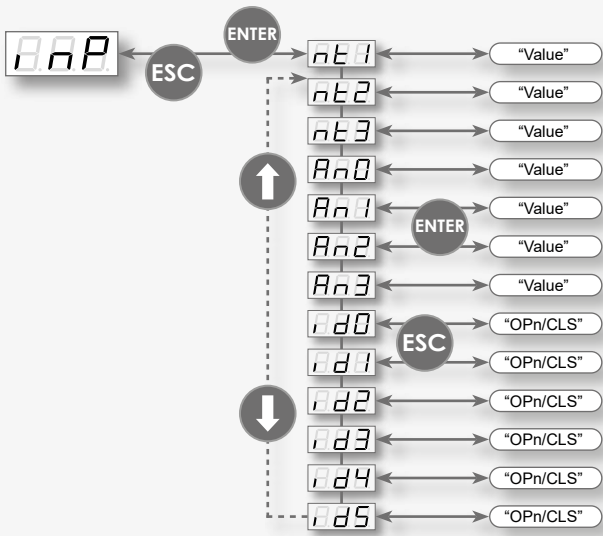 ENTER
inP
ESC
nt1 "Value"
nt2 "Value"
nt3 "Value"
An0 "Value"
An1 "Value"
ENTER
An2 "Value"
An3 "Value"
id0 "OPn/CLS"
ESC
id1 "OPn/CLS"
id2 "OPn/CLS"
id3 "OPn/CLS"
id4 "OPn/CLS"
id5 "OPn/CLS"